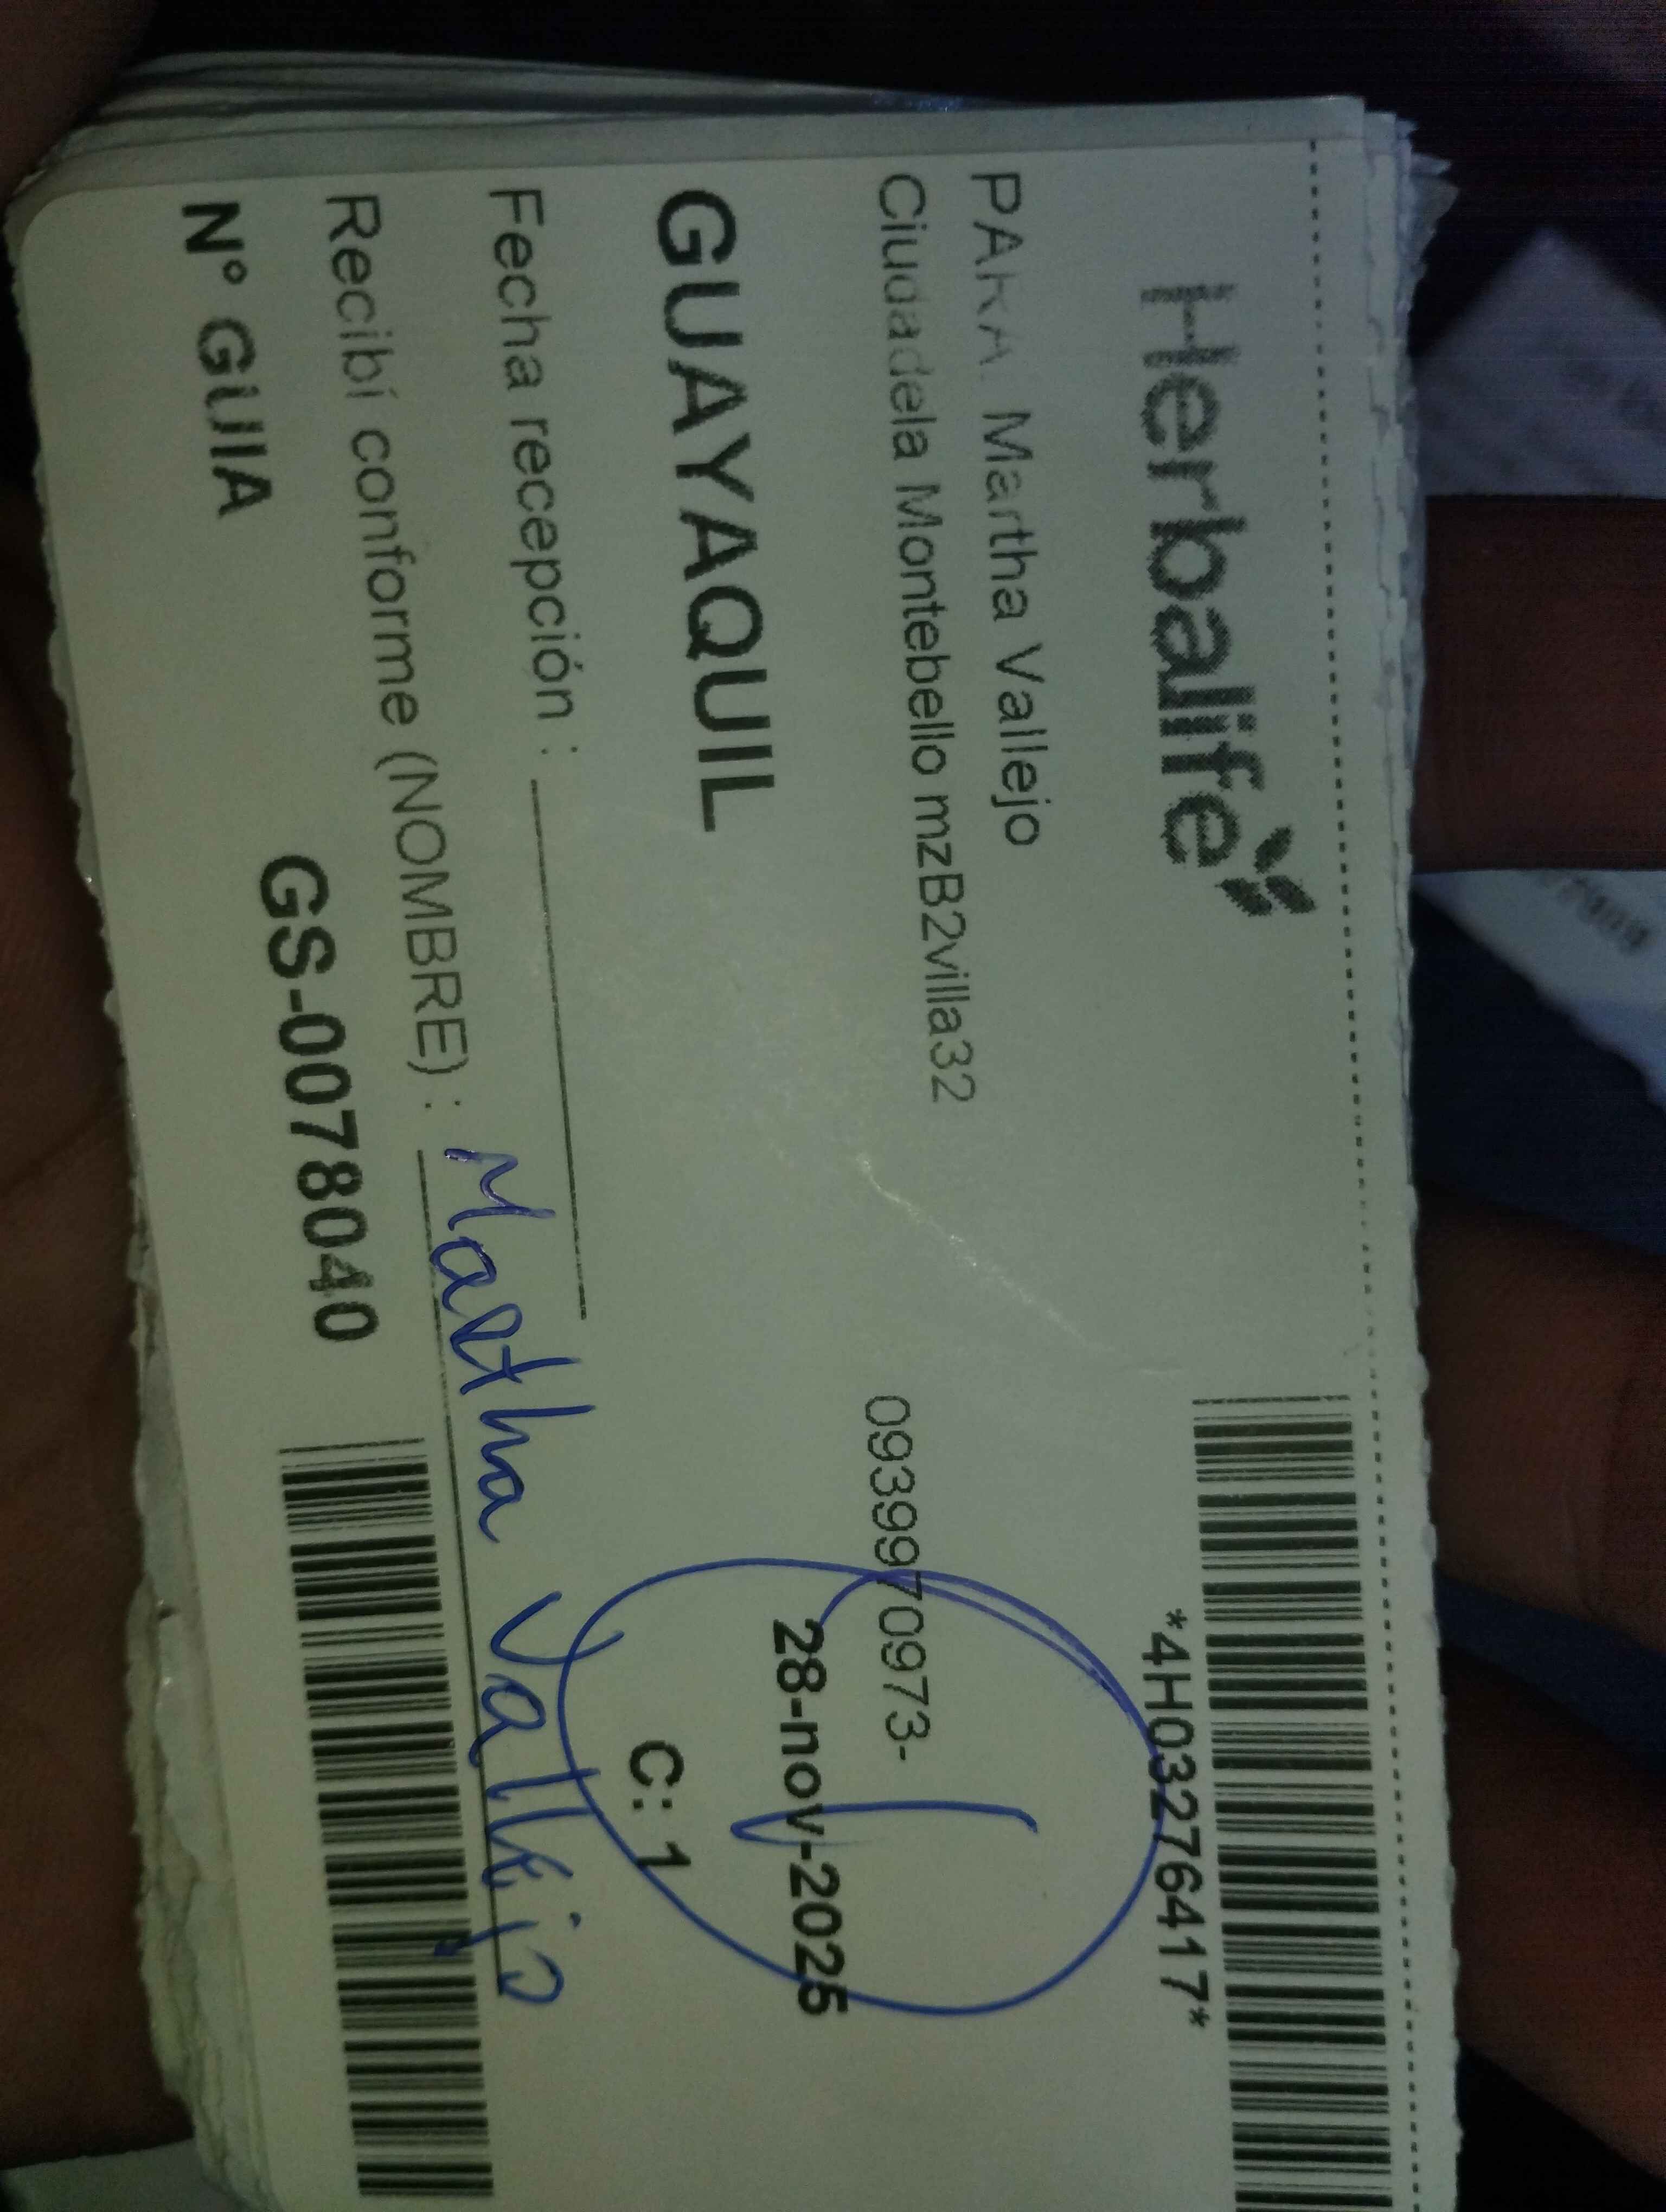 Herbalife
*4H03276417*
PARA: Martha Vallejo
Ciudadela Montebello mzB2villa32 0939970973-
28-nov-2025
GUAYAQUIL
C: 1
Fecha recepción :
Recibí conforme (NOMBRE) : Martha Vallejo
N° GUIA GS-0078040